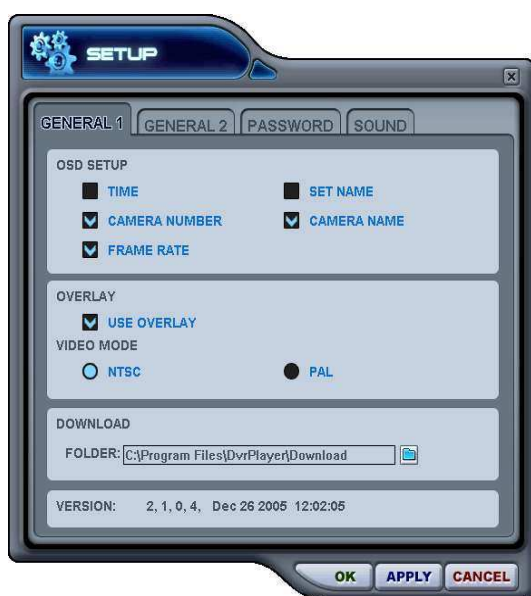 SETUP
GENERAL 1 GENERAL 2 PASSWORD SOUND
OSD SETUP
TIME SET NAME
CAMERA NUMBER CAMERA NAME
FRAME RATE
OVERLAY
USE OVERLAY
VIDEO MODE
NTSC PAL
DOWNLOAD
FOLDER: C:\Program Files\DvrPlayer\Download
VERSION: 2, 1, 0, 4, Dec 26 2005 12:02:05
OK APPLY CANCEL